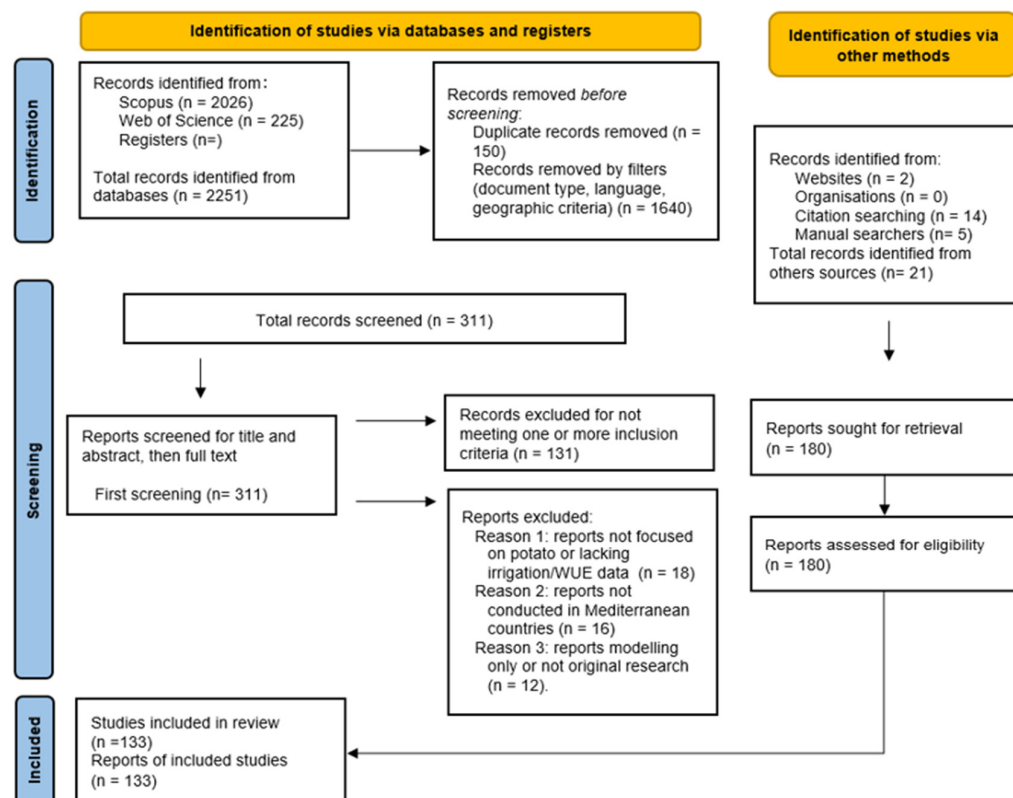 Identification of studies via databases and registers
Identification of studies via
other methods
Identification
Records identified from:
Scopus (n = 2026)
Web of Science (n = 225)
Registers (n=)
Total records identified from
databases (n = 2251)
Records removed before
screening:
Duplicate records removed (n =
150)
Records removed by filters
(document type, language,
geographic criteria) (n = 1640)
Records identified from:
Websites (n = 2)
Organisations (n = 0)
Citation searching (n = 14)
Manual searchers (n= 5)
Total records identified from
others sources (n= 21)
Screening
Total records screened (n = 311)
Reports screened for title and
abstract, then full text
First screening (n= 311)
Records excluded for not
meeting one or more inclusion
criteria (n = 131)
Reports excluded:
Reason 1: reports not focused
on potato or lacking
irrigation/WUE data (n = 18)
Reason 2: reports not
conducted in Mediterranean
countries (n = 16)
Reason 3: reports modelling
only or not original research
(n = 12).
Reports sought for retrieval
(n = 180)
Reports assessed for eligibility
(n = 180)
Included
Studies included in review
(n =133)
Reports of included studies
(n = 133)